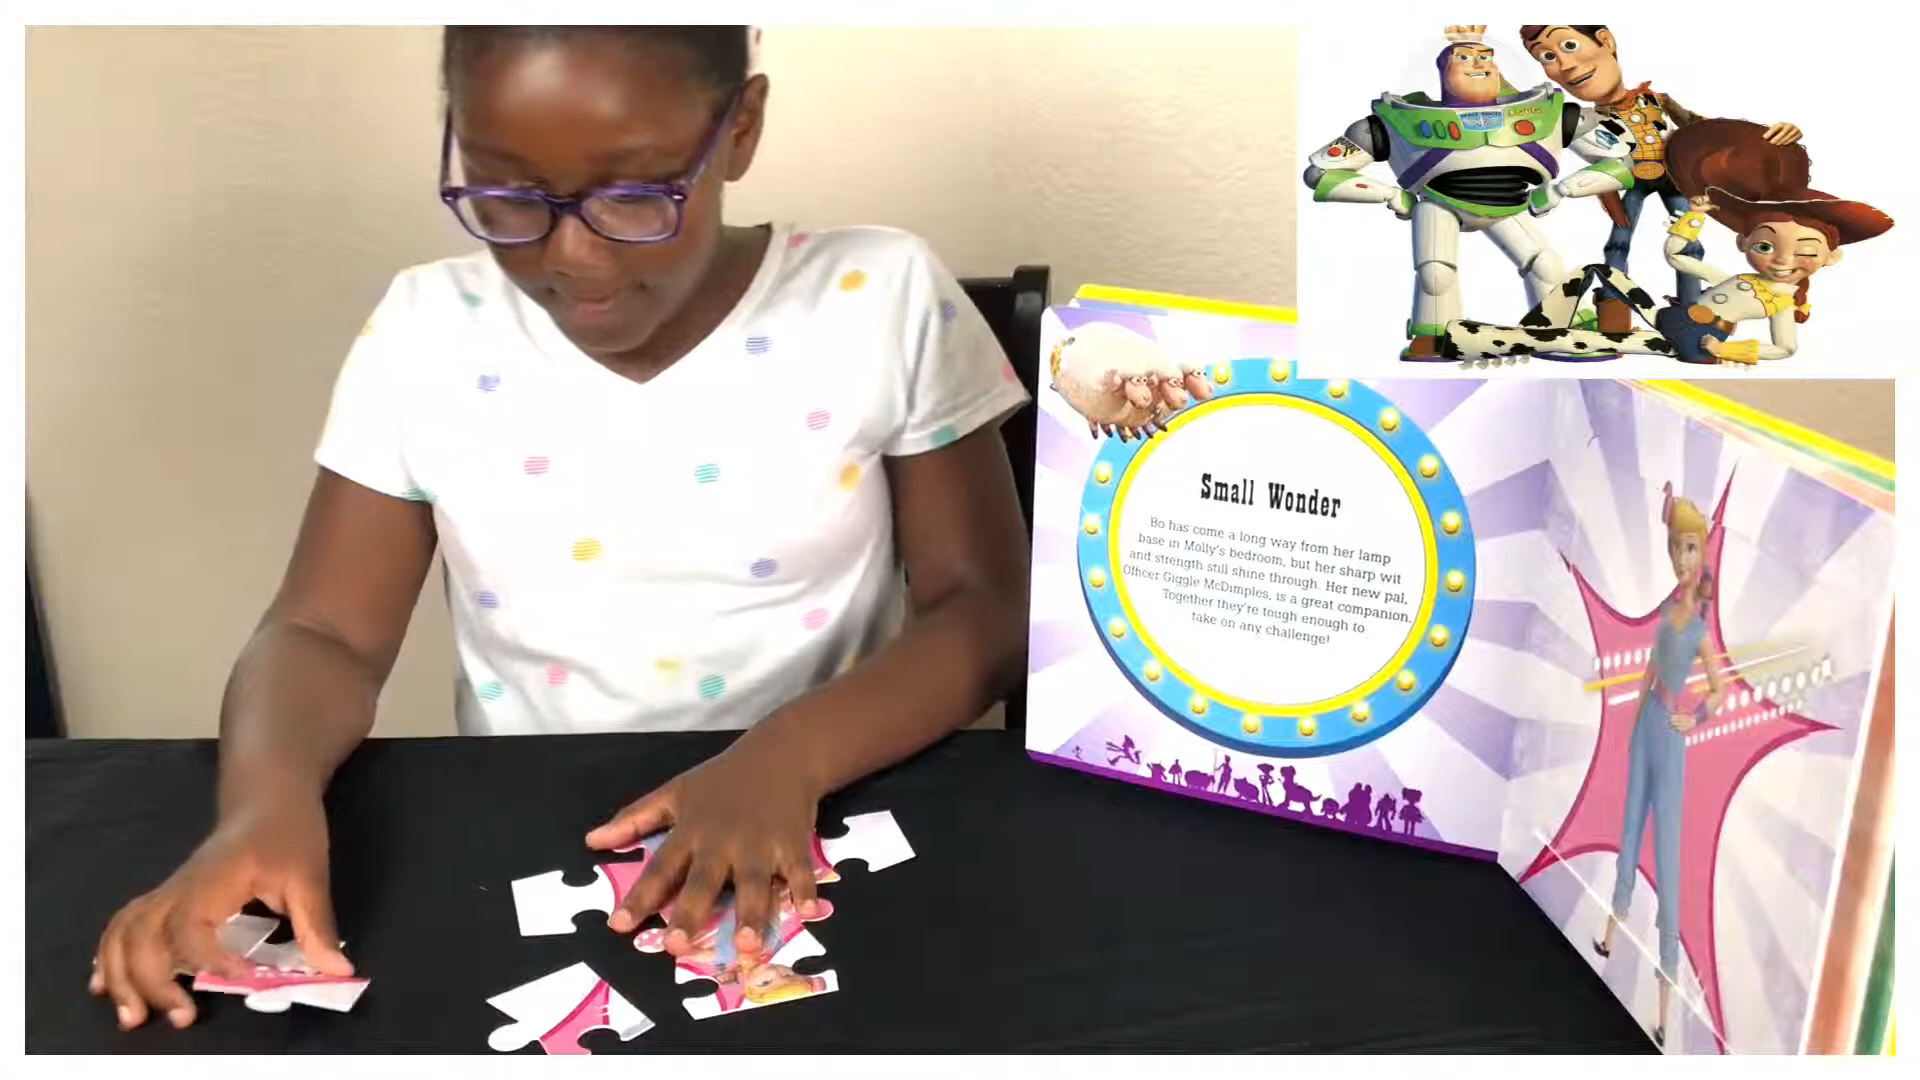 Small Wonder
Bo has come a long way from her lamp
base in Molly's bedroom, but her sharp wit
and strength still shine through. Her new pal,
Officer Giggle McDimples, is a great companion.
Together they're tough enough to
take on any challenge!